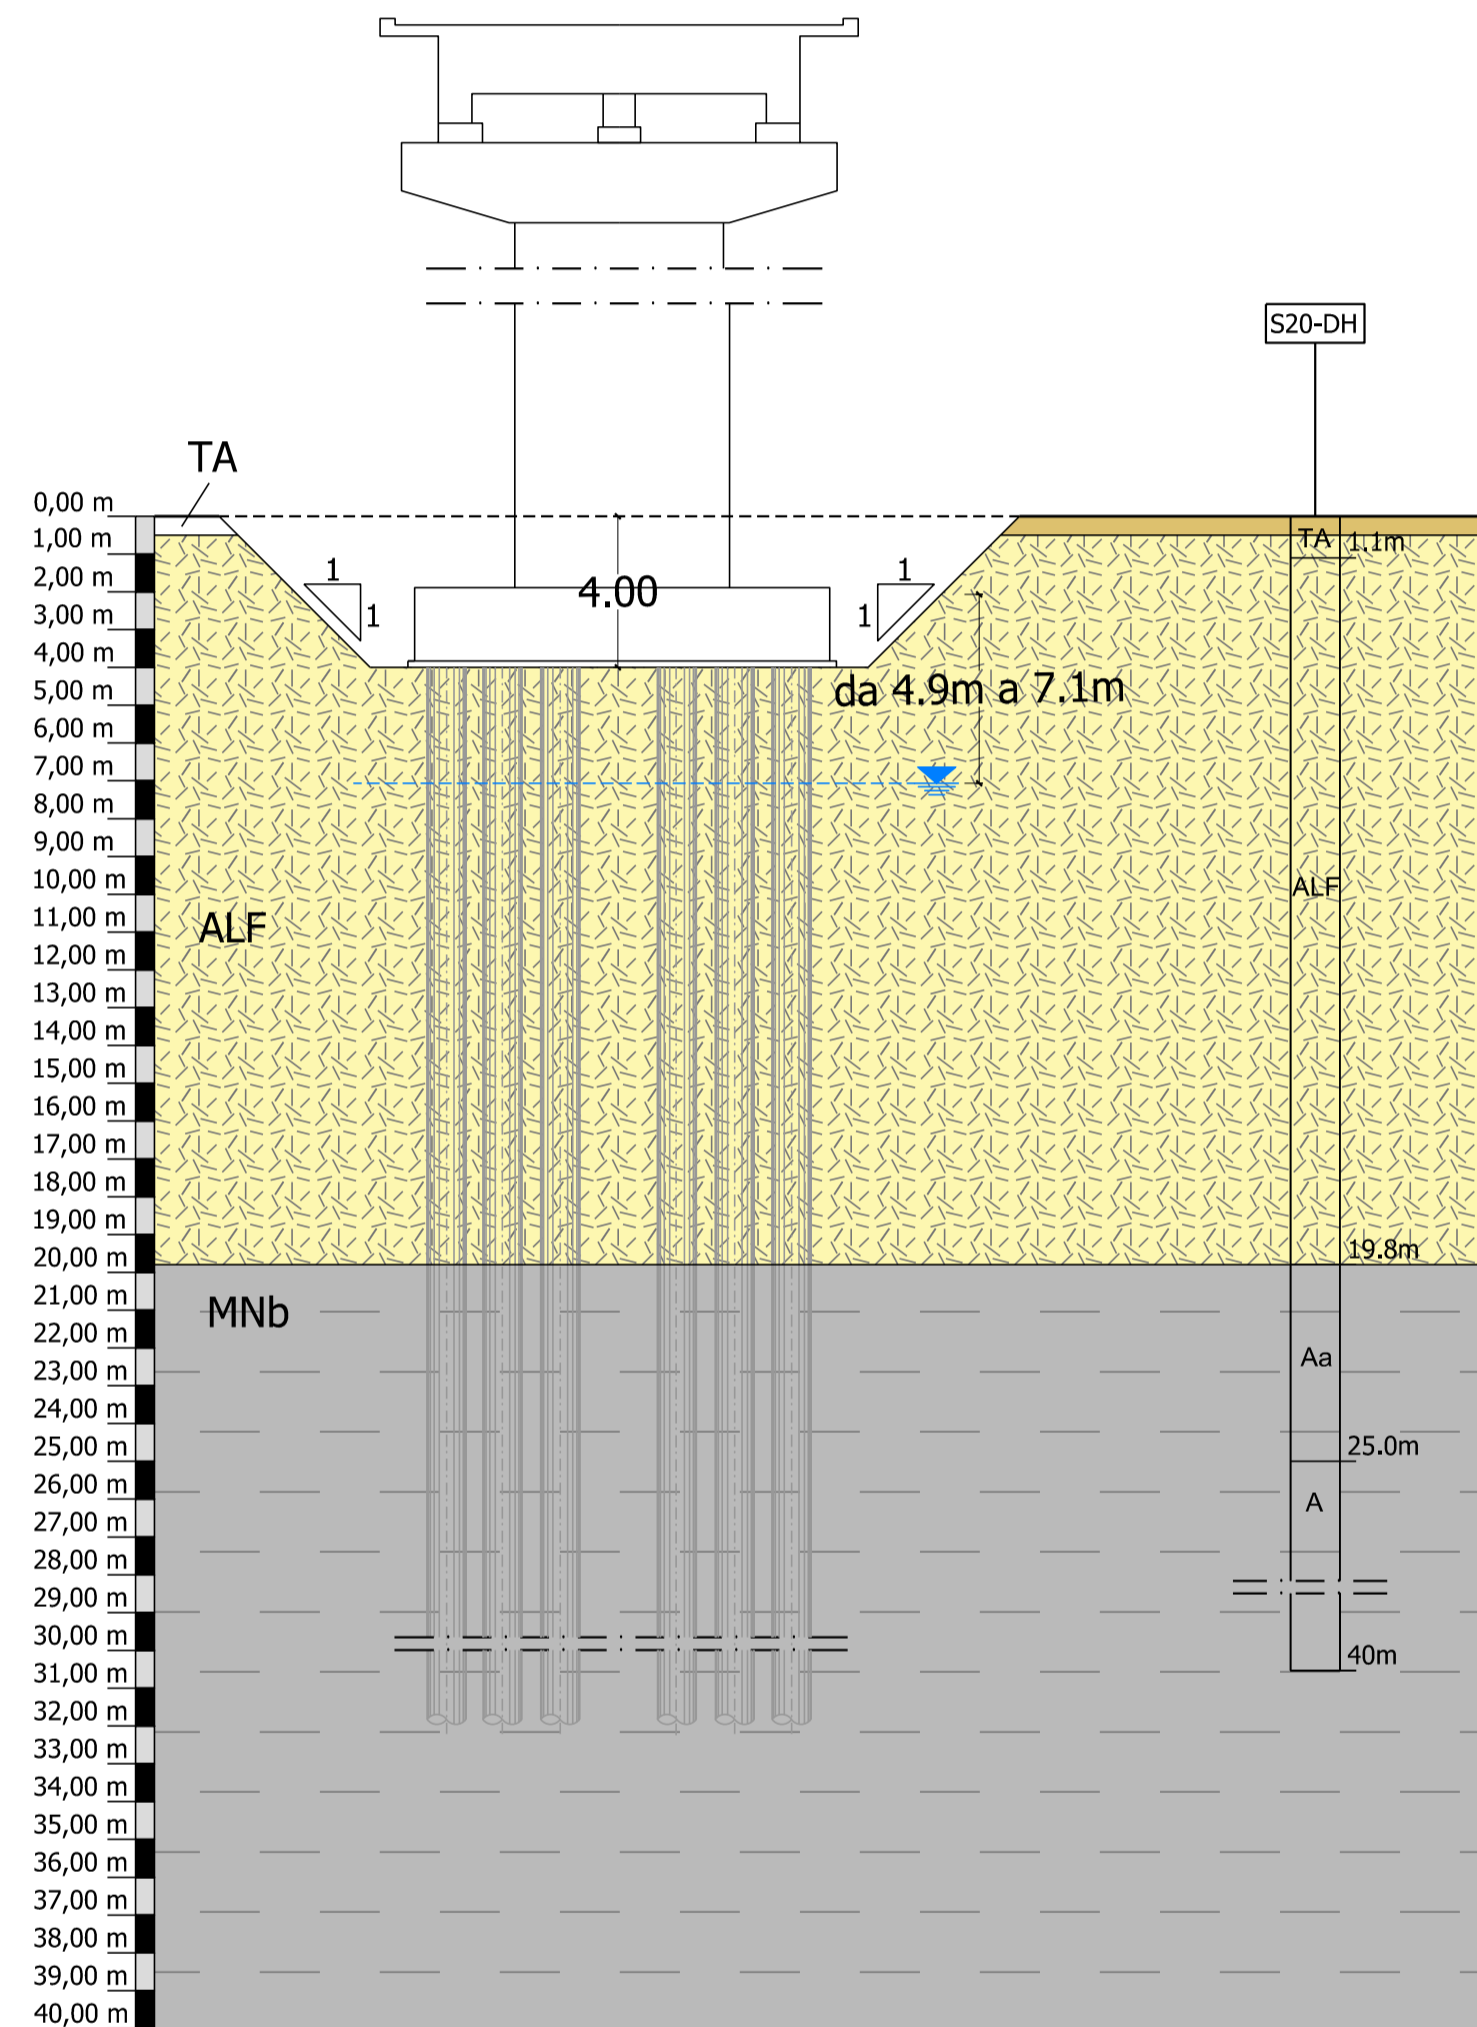 S20-DH
TA
0,00 m
1,00 m
TA
1.1m
2,00 m
1
1
4.00
3,00 m
1
1
4,00 m
5,00 m
da 4.9m a 7.1m
6,00 m
7,00 m
8,00 m
9,00 m
10,00 m
ALF
11,00 m
ALF
12,00 m
13,00 m
14,00 m
15,00 m
16,00 m
17,00 m
18,00 m
19,00 m
20,00 m
19.8m
21,00 m
MNb
22,00 m
Aa
23,00 m
24,00 m
25,00 m
25.0m
26,00 m
A
27,00 m
28,00 m
29,00 m
30,00 m
31,00 m
40m
32,00 m
33,00 m
34,00 m
35,00 m
36,00 m
37,00 m
38,00 m
39,00 m
40,00 m